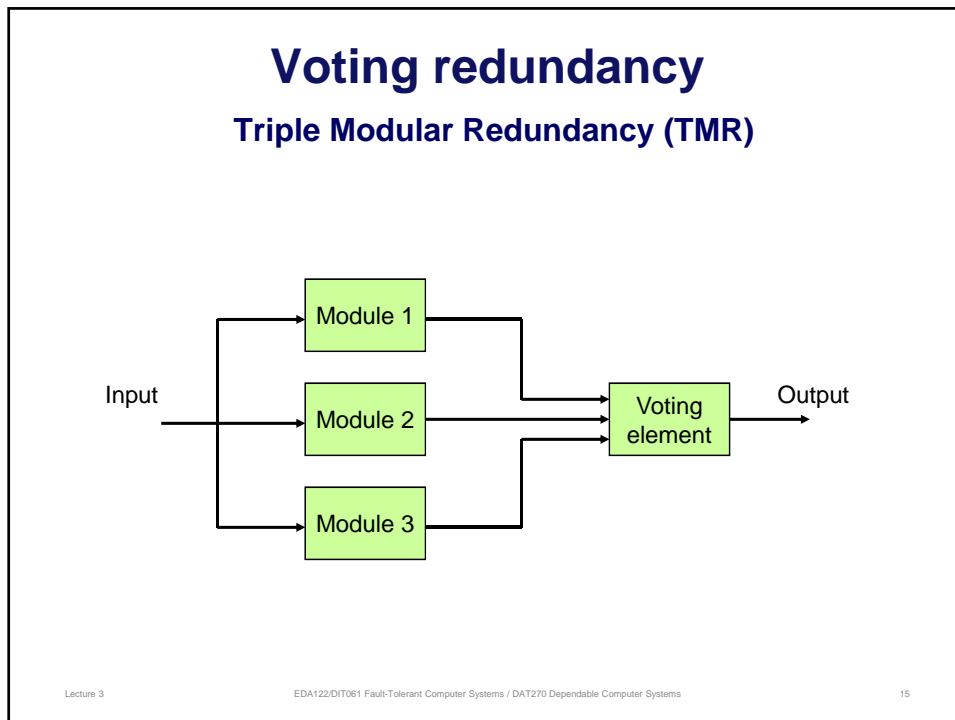 Voting redundancy
Triple Modular Redundancy (TMR)
Module 1
Input
Module 2
Voting
element
Output
Module 3
Lecture 3
EDA122/DIT061 Fault-Tolerant Computer Systems / DAT270 Dependable Computer Systems
15